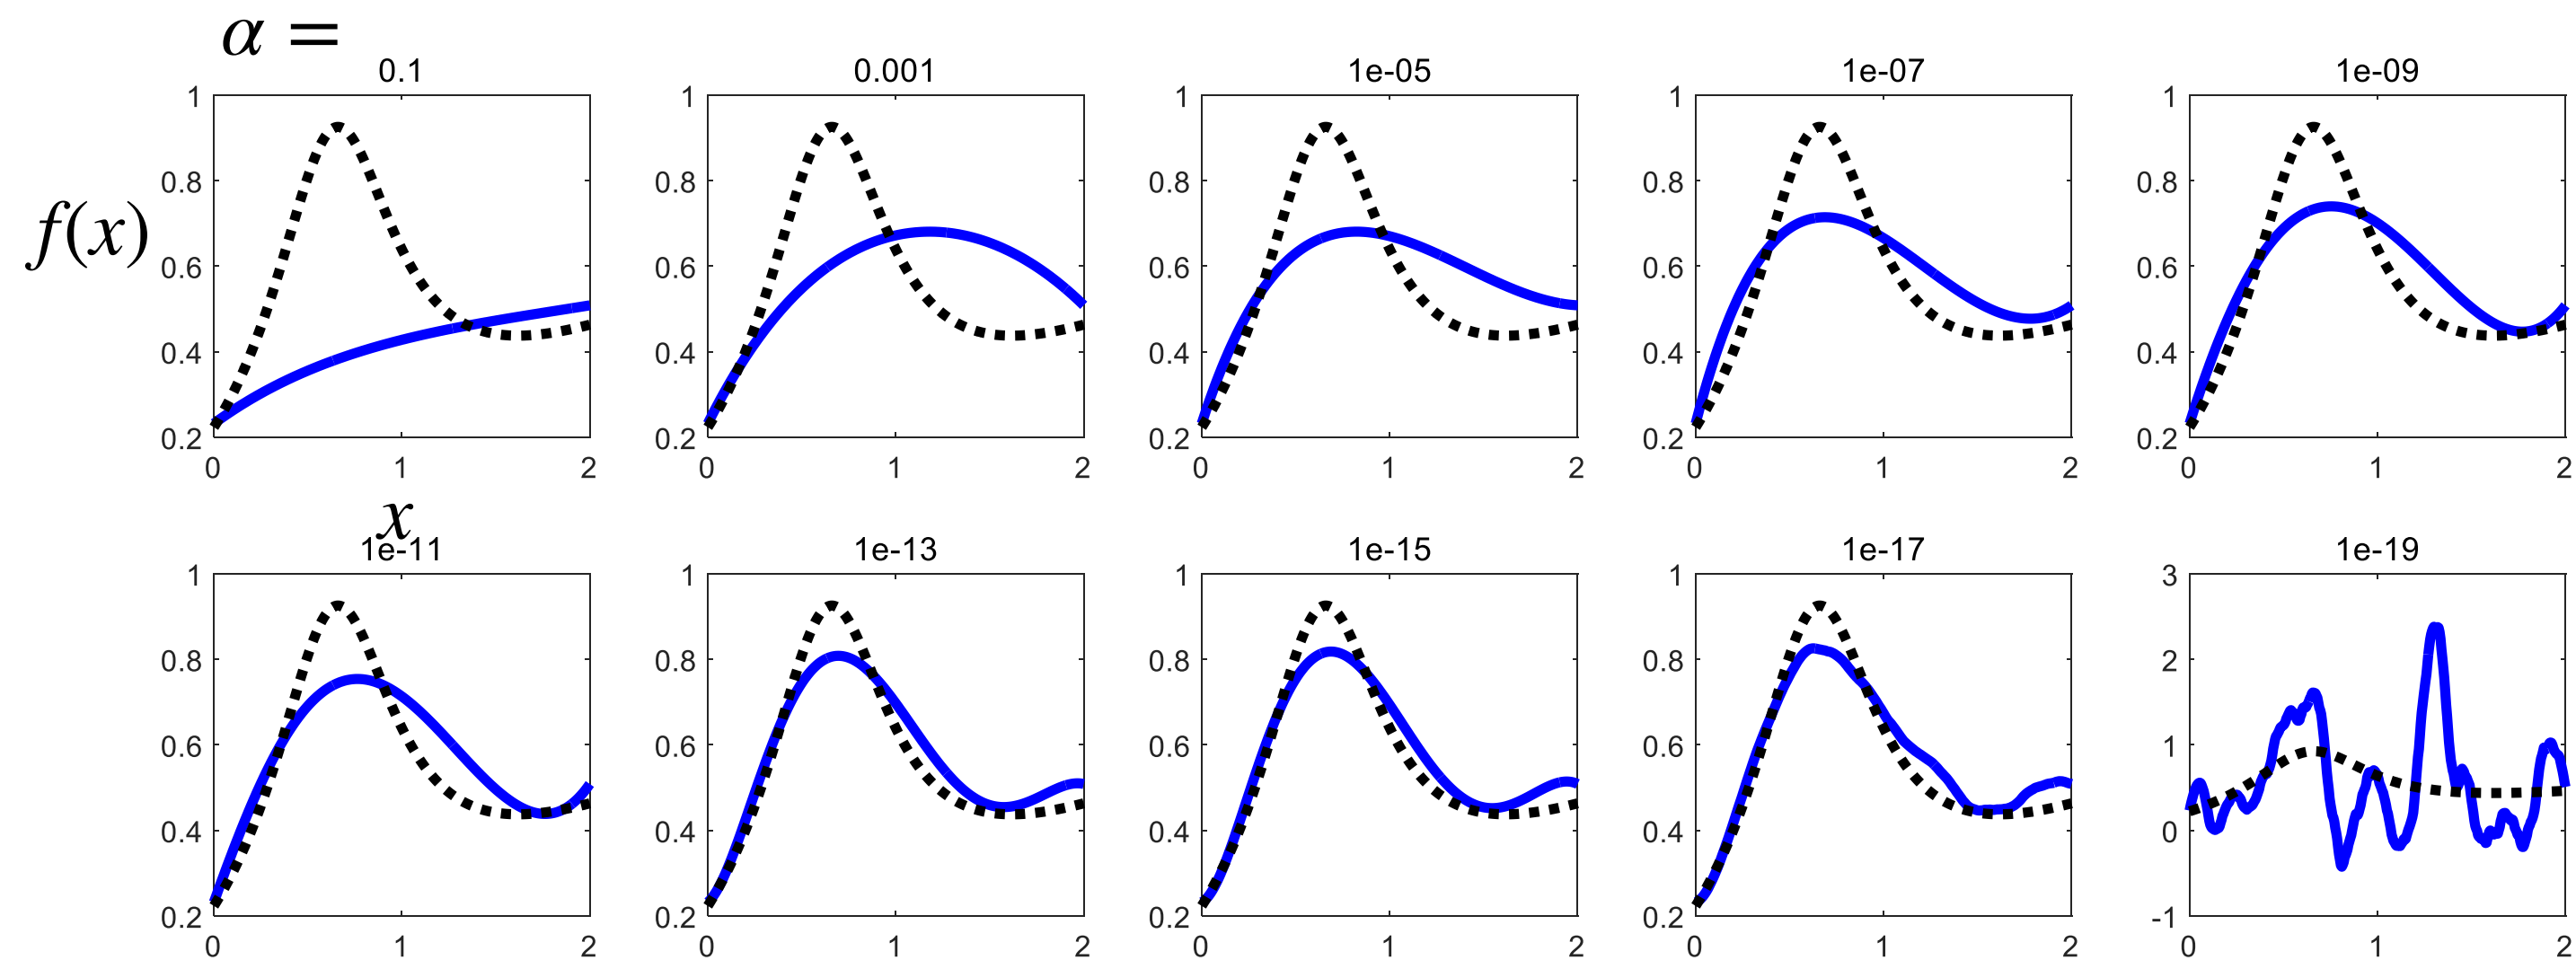 α =
0.1 0.001 1e-05 1e-07 1e-09
1 1 1 1 1
0.8 0.8 0.8 0.8 0.8
f(x)
0.6 0.6 0.6 0.6 0.6
0.4 0.4 0.4 0.4 0.4
0.2 0.2 0.2 0.2 0.2
0 1 2 0 1 2 0 1 2 0 1 2 0 1 2
x
1e-11 1e-13 1e-15 1e-17 1e-19
1 1 1 1 3
0.8 0.8 0.8 0.8 2
0.6 0.6 0.6 0.6 1
0.4 0.4 0.4 0.4 0
0.2 0.2 0.2 0.2 -1
0 1 2 0 1 2 0 1 2 0 1 2 0 1 2